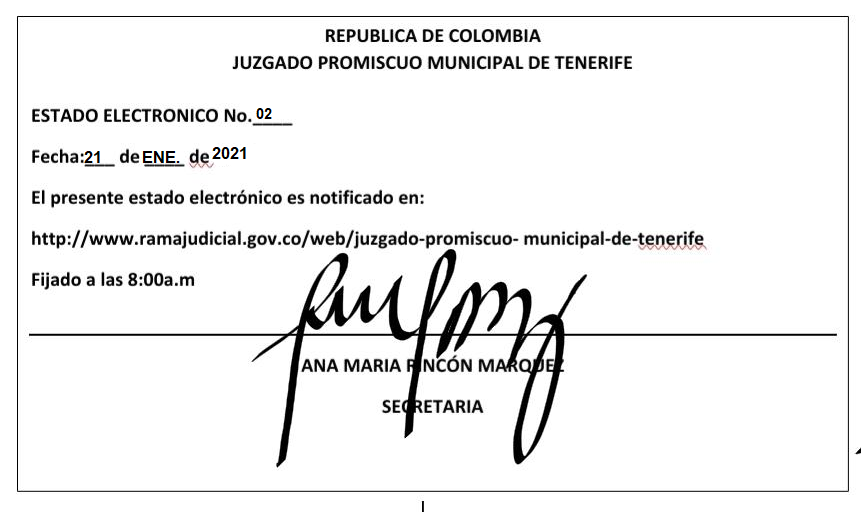 REPUBLICA DE COLOMBIA
JUZGADO PROMISCUO MUNICIPAL DE TENERIFE
ESTADO ELECTRONICO No. 02
Fecha:21 de ENE. de 2021
El presente estado electrónico es notificado en:
http://www.ramajudicial.gov.co/web/juzgado-promiscuo- municipal-de-tenerife
Fijado a las 8:00a.m
ANA MARIA RINCÓN MARQUEZ
SECRETARIA